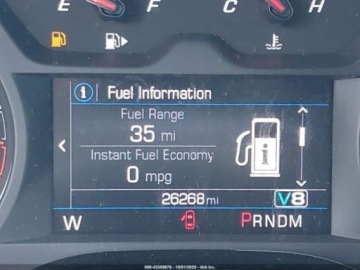 E F C H
Fuel Information
Fuel Range
35 mi
Instant Fuel Economy
0 mpg
26268 mi V8
W PRNDM